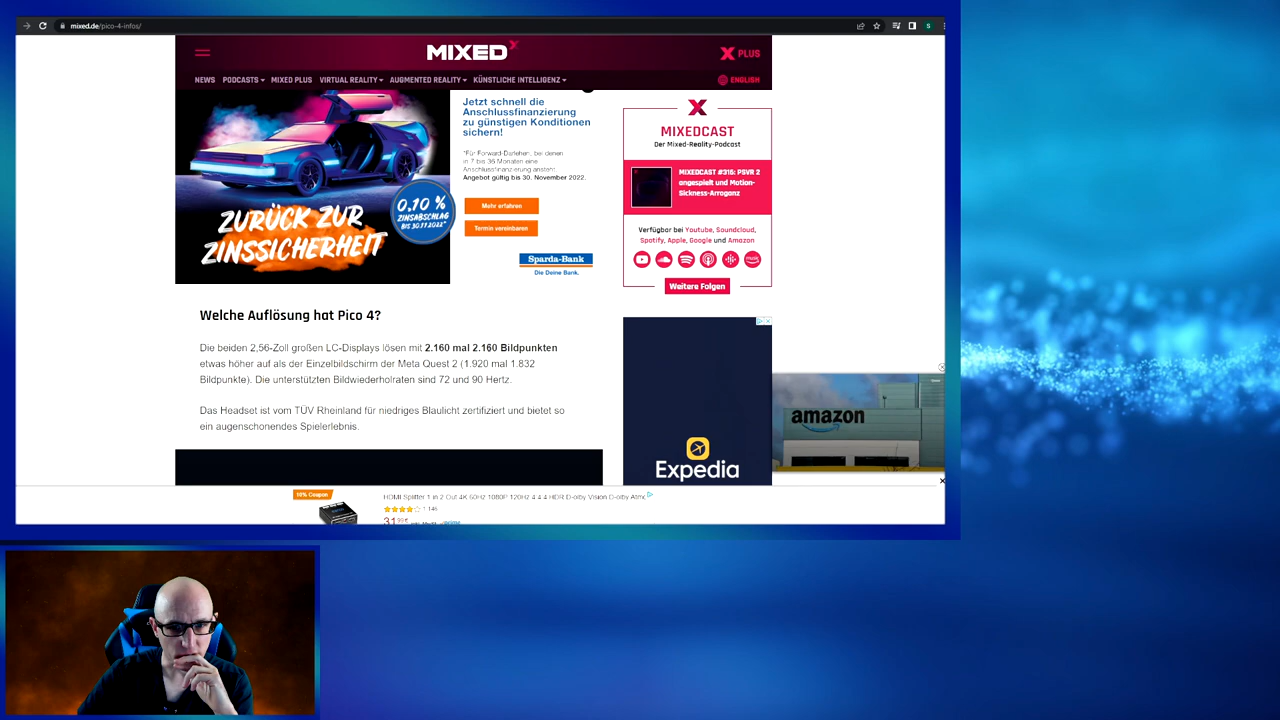 mixed.de/pico-4-infos/
MIXED
X PLUS
NEWS PODCASTS MIXED PLUS VIRTUAL REALITY AUGMENTED REALITY KÜNSTLICHE INTELLIGENZ
ENGLISH
Jetzt schnell die
Anschlussfinanzierung
zu günstigen Konditionen
sichern!
*Für Forward-Darlehen, bei denen
in 7 bis 36 Monaten eine
Anschlussfinanzierung ansteht.
Angebot gültig bis 30. November 2022.
0,10 %
ZINSABSCHLAG
BIS 30.11.2022*
ZURÜCK ZUR
ZINSSICHERHEIT
Mehr erfahren
Termin vereinbaren
Sparda-Bank
Die Deine Bank.
MIXEDCAST
Der Mixed-Reality-Podcast
MIXEDCAST #316: PSVR 2
angespielt und Motion-
Sickness-Arroganz
Verfügbar bei Youtube, Soundcloud,
Spotify, Apple, Google und Amazon
Weitere Folgen
Welche Auflösung hat Pico 4?
Die beiden 2,56-Zoll großen LC-Displays lösen mit 2.160 mal 2.160 Bildpunkten
etwas höher auf als der Einzelbildschirm der Meta Quest 2 (1.920 mal 1.832
Bildpunkte). Die unterstützten Bildwiederholraten sind 72 und 90 Hertz.
Das Headset ist vom TÜV Rheinland für niedriges Blaulicht zertifiziert und bietet so
ein augenschonendes Spielerlebnis.
Expedia
amazon
16% Coupon
HDMI Splitter 1 in 2 Out 4K 60Hz 1080P 120Hz 4:4:4 HDR D-olby Vision D-olby Atmo
1.146